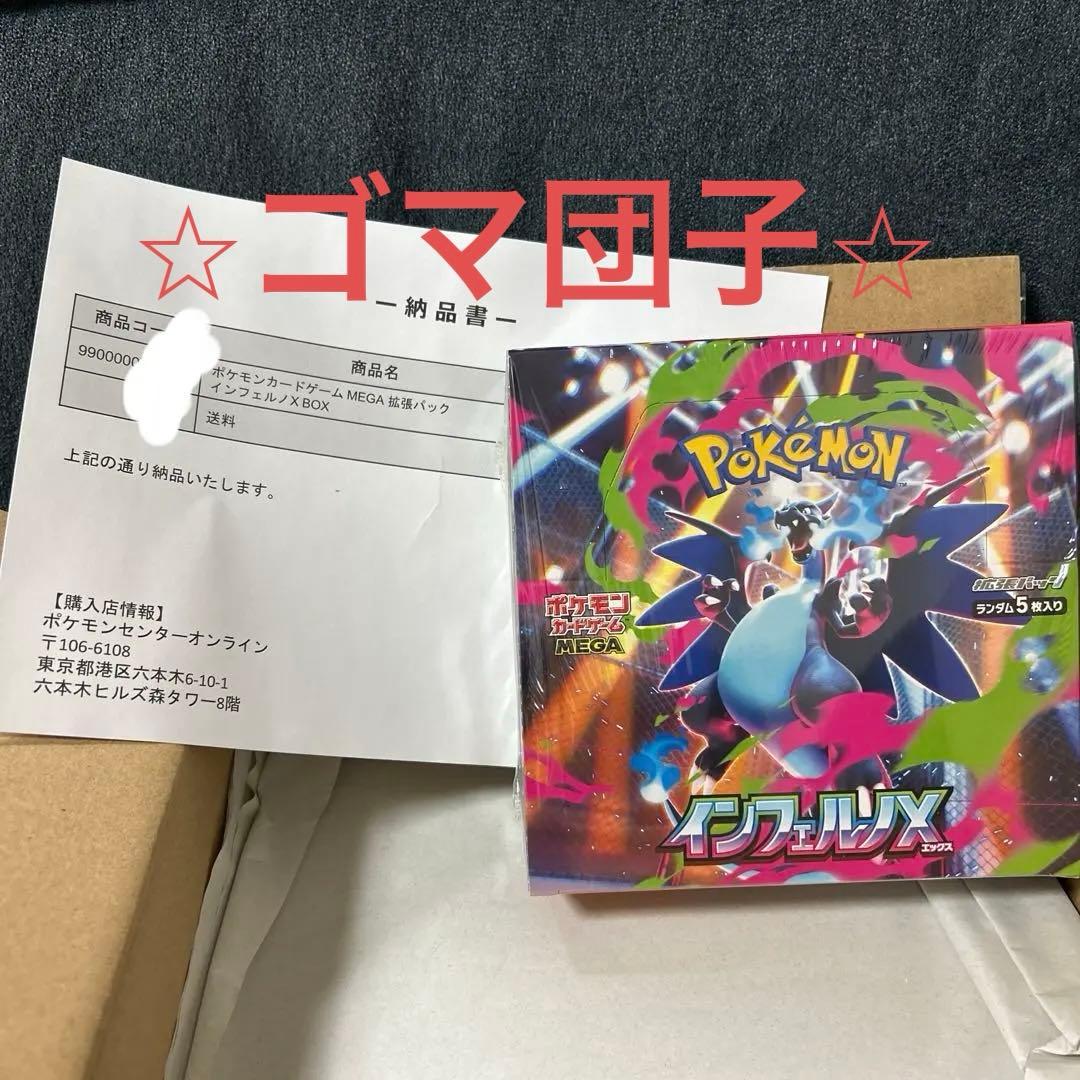 ☆ゴマ団子☆
ー納品書ー
商品コー
商品名
9900000
ポケモンカードゲーム MEGA 拡張パック
インフェルノX BOX
送料
上記の通り納品いたします。
【購入店情報】
ポケモンセンターオンライン
〒106-6108
東京都港区六本木6-10-1
六本木ヒルズ森タワー8階
POKéMON
TM
拡張パック
ランダム5枚入り
ポケモン
カードゲーム
MEGA
インフェルノX
エックス